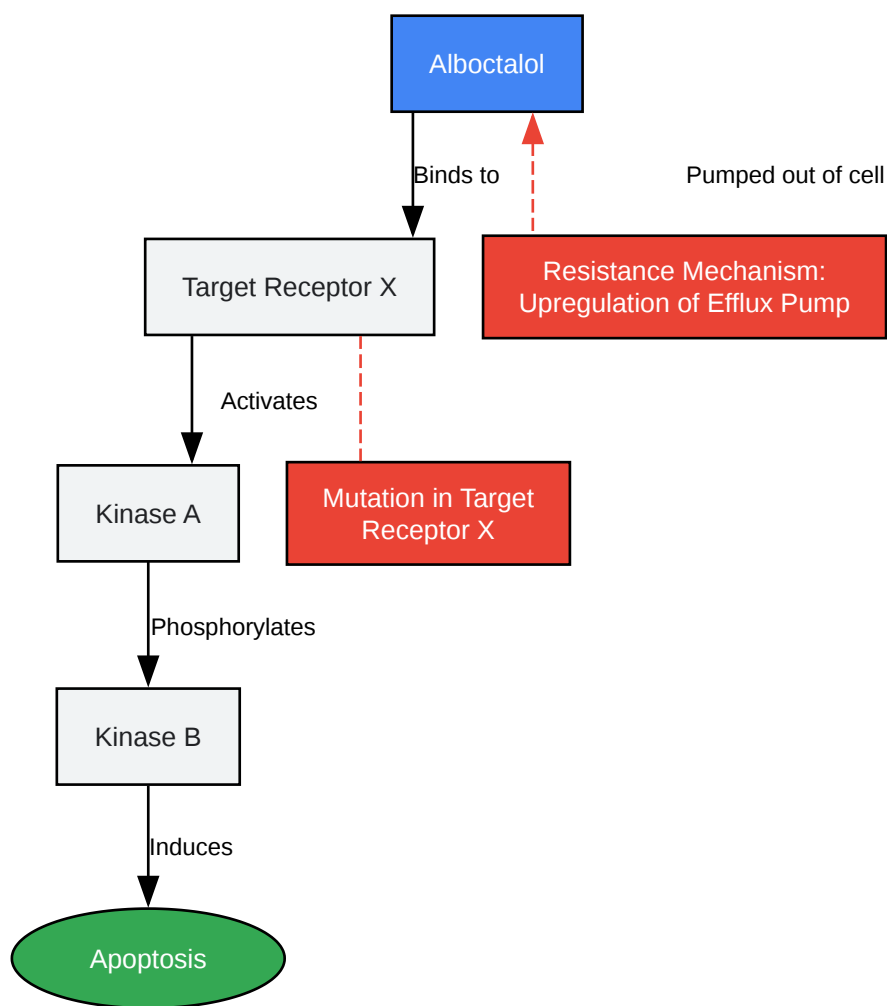 Alboctalol
Binds to
Pumped out of cell
Target Receptor X
Resistance Mechanism:
Upregulation of Efflux Pump
Activates
Kinase A
Mutation in Target
Receptor X
Phosphorylates
Kinase B
Induces
Apoptosis